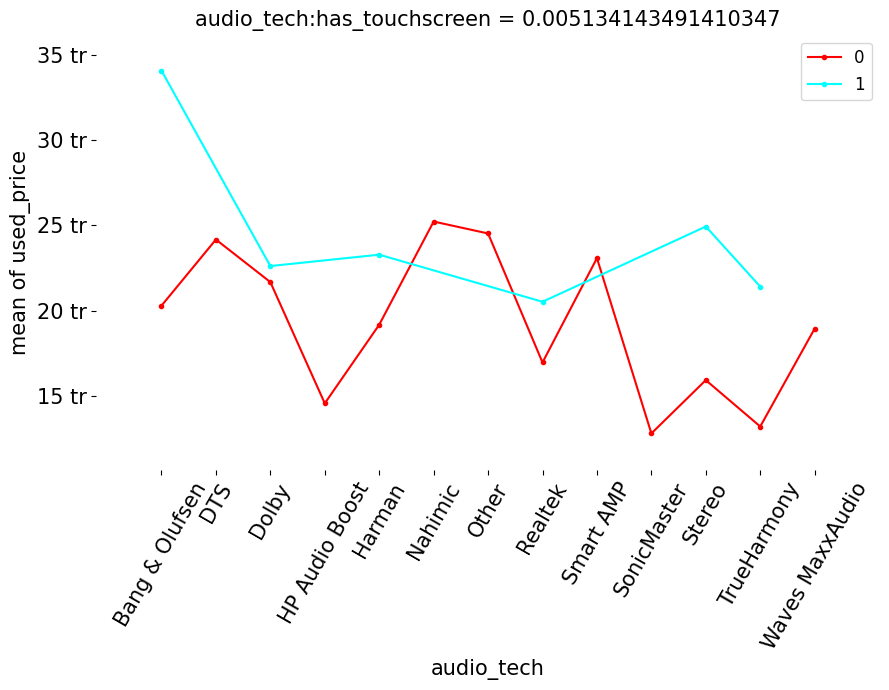 audio_tech:has_touchscreen = 0.005134143491410347
0
1
35 tr
30 tr
25 tr
20 tr
15 tr
mean of used_price
Bang & Olufsen
DTS
Dolby
HP Audio Boost
Harman
Nahimic
Other
Realtek
Smart AMP
SonicMaster
Stereo
TrueHarmony
Waves MaxxAudio
audio_tech